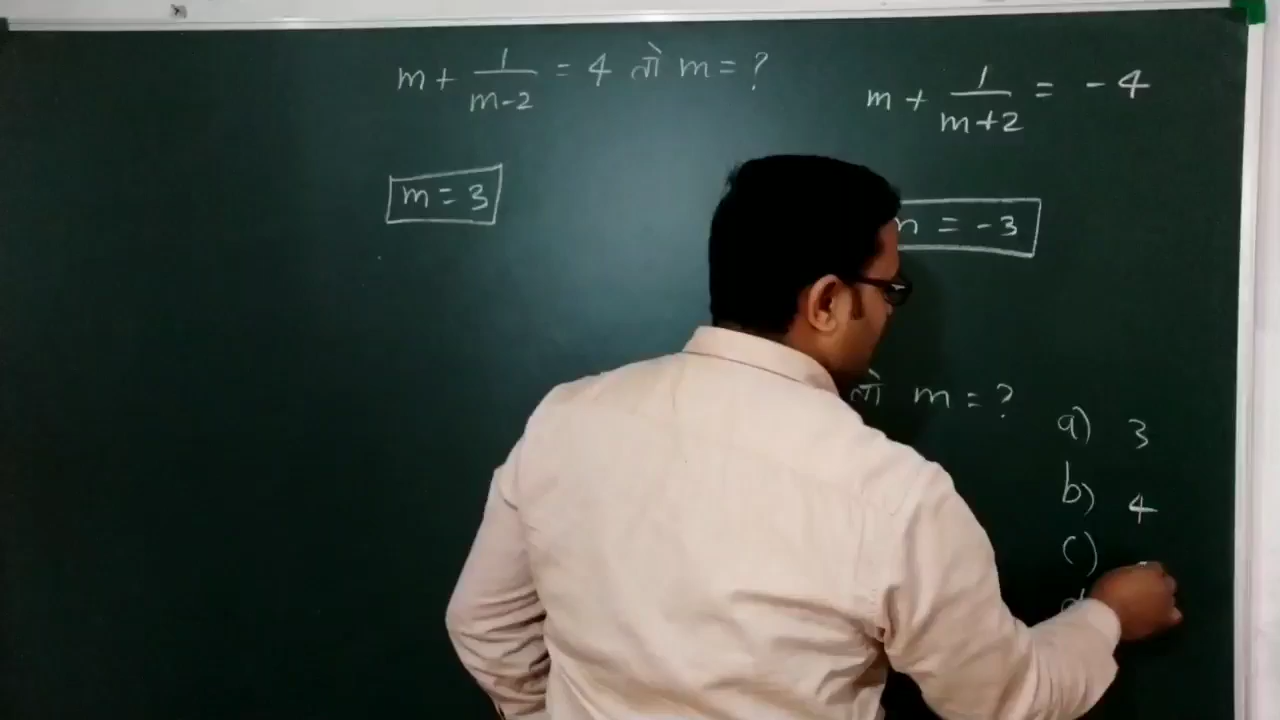 m + 1/(m-2) = 4 तो m = ?
m + 1/(m+2) = -4
m = 3
= -3
तो m = ?
a) 3
b) 4
c)